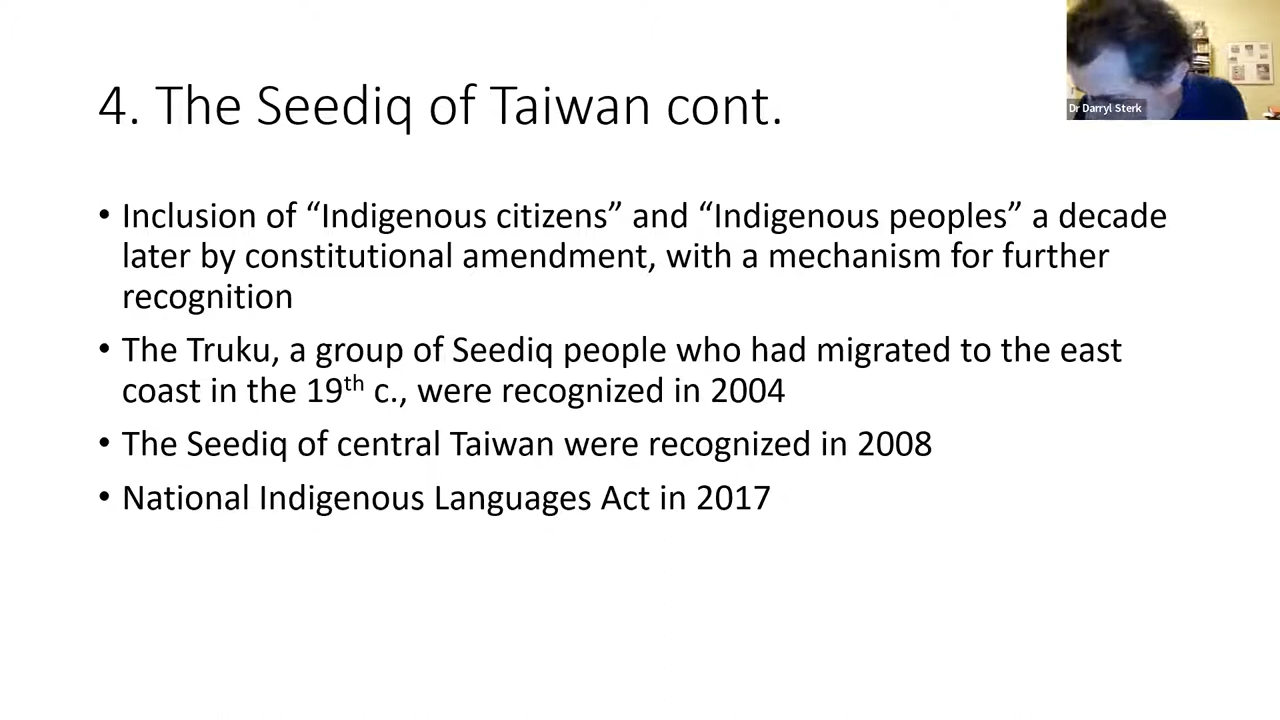 4. The Seediq of Taiwan cont.
Dr Darryl Sterk
• Inclusion of “Indigenous citizens” and “Indigenous peoples” a decade
later by constitutional amendment, with a mechanism for further
recognition
• The Truku, a group of Seediq people who had migrated to the east
coast in the 19th c., were recognized in 2004
• The Seediq of central Taiwan were recognized in 2008
• National Indigenous Languages Act in 2017